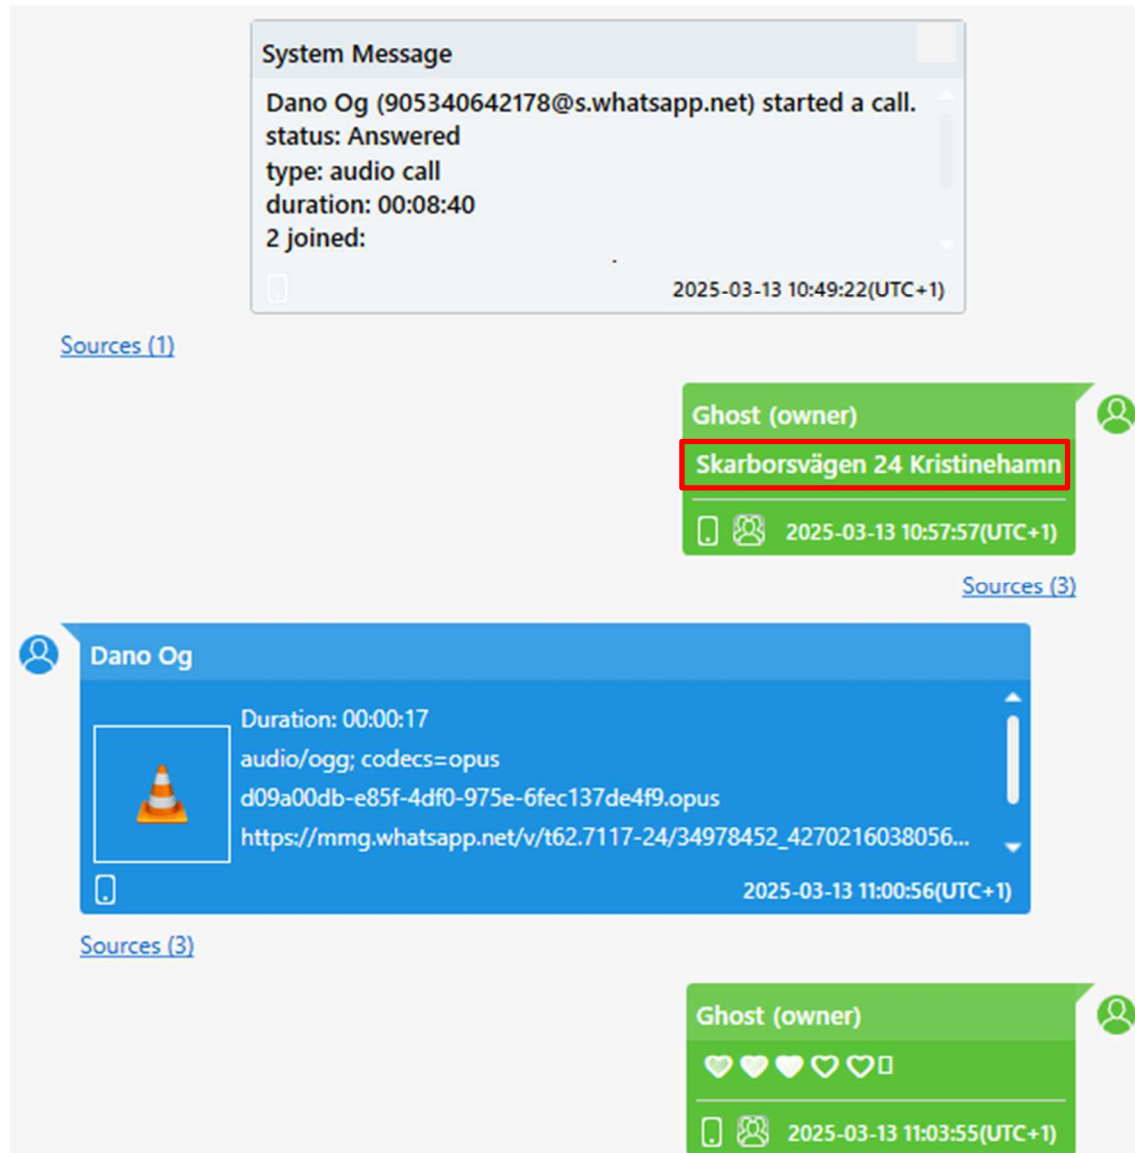 System Message
Dano Og (905340642178@s.whatsapp.net) started a call.
status: Answered
type: audio call
duration: 00:08:40
2 joined:
2025-03-13 10:49:22(UTC+1)
Sources (1)
Ghost (owner)
Skarborsvägen 24 Kristinehamn
2025-03-13 10:57:57(UTC+1)
Sources (3)
Dano Og
Duration: 00:00:17
audio/ogg; codecs=opus
d09a00db-e85f-4df0-975e-6fec137de4f9.opus
https://mmg.whatsapp.net/v/t62.7117-24/34978452_4270216038056...
2025-03-13 11:00:56(UTC+1)
Sources (3)
Ghost (owner)
2025-03-13 11:03:55(UTC+1)